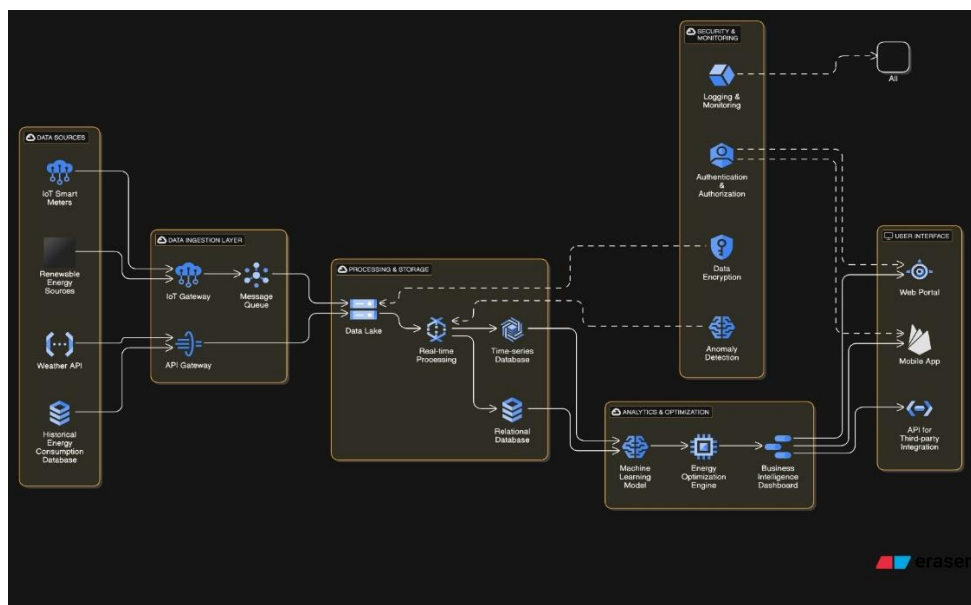 SECURITY &
MONITORING
Logging &
Monitoring
All
Authentication
&
Authorization
Data
Encryption
Anomaly
Detection
DATA SOURCES
IoT Smart
Meters
Renewable
Energy
Sources
Weather API
Historical
Energy
Consumption
Database
DATA INGESTION LAYER
IoT Gateway
Message
Queue
API Gateway
PROCESSING & STORAGE
Data Lake
Real-time
Processing
Time-series
Database
Relational
Database
ANALYTICS & OPTIMIZATION
Machine
Learning
Model
Energy
Optimization
Engine
Business
Intelligence
Dashboard
USER INTERFACE
Web Portal
Mobile App
API for
Third-party
Integration
eraser